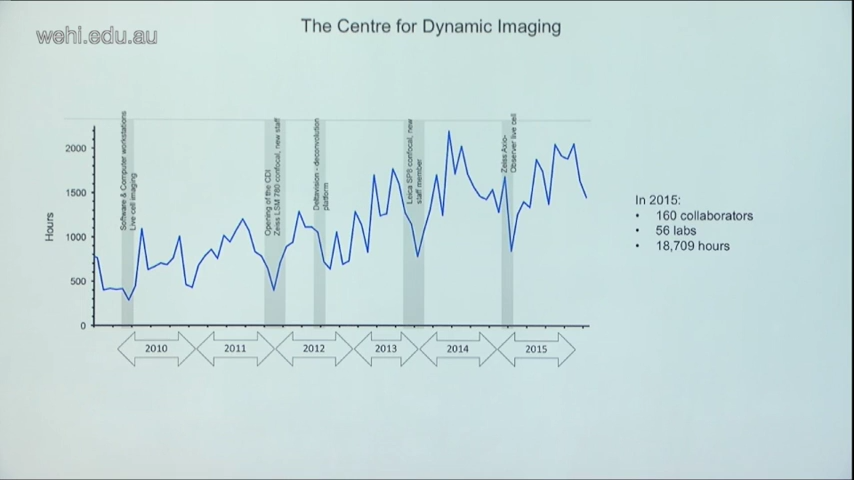 wehi.edu.au
The Centre for Dynamic Imaging
Hours
2000
1500
1000
500
0
Software & Computer workstations
Live cell imaging
Opening of the CDI
Zeiss LSM 780 confocal, new staff
Deltavision - deconvolution
platform
Leica SP8 confocal, new
staff member
Zeiss Axio-
Observer live cell
2010
2011
2012
2013
2014
2015
In 2015:
• 160 collaborators
• 56 labs
• 18,709 hours